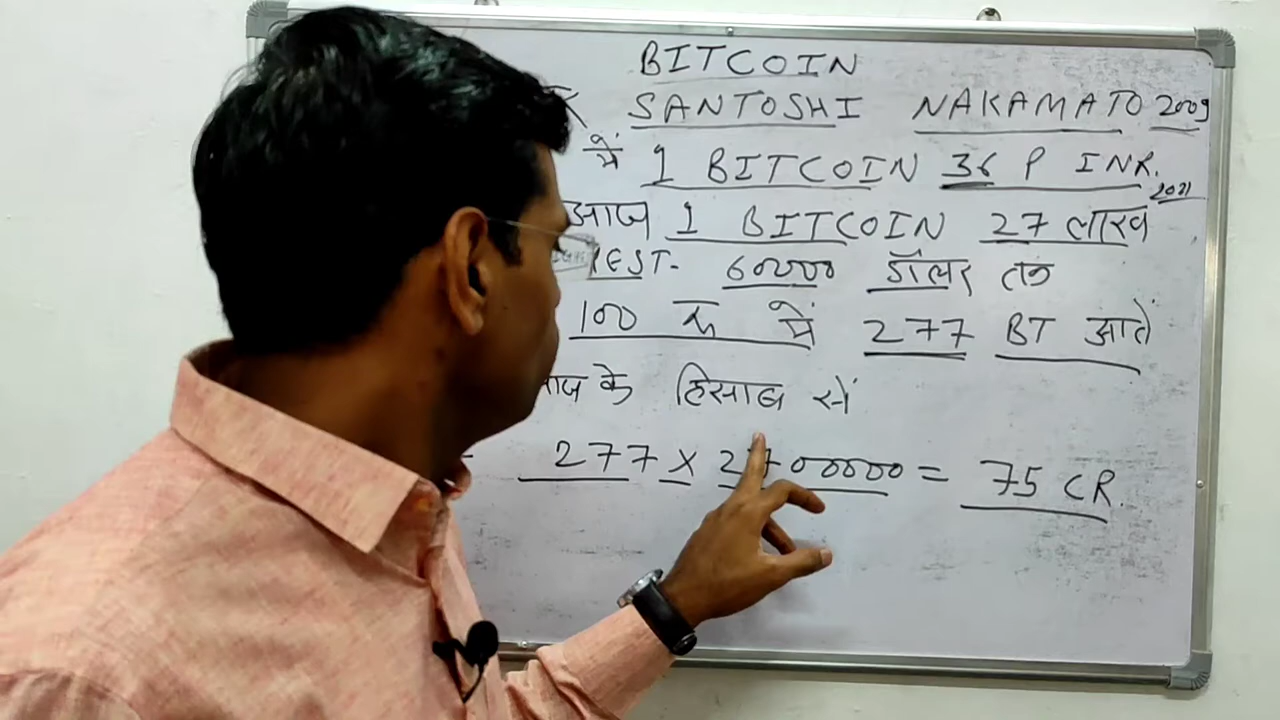 BITCOIN
SANTOSHI NAKAMATO 2009
में 1 BITCOIN 36 P INR.
2021
आज 1 BITCOIN 27 लाख
EST- 60000 डॉलर तक
100 रू में 277 BT आते
के हिसाब से
277 X 2700000 = 75 CR.